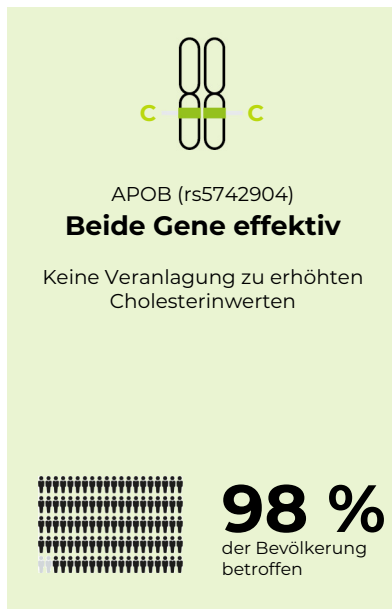 C C
APOB (rs5742904)
Beide Gene effektiv
Keine Veranlagung zu erhöhten
Cholesterinwerten
98 %
der Bevölkerung
betroffen